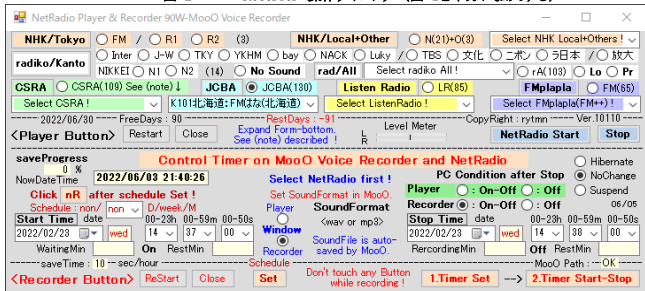 NetRadio Player & Recorder 90W-MooO Voice Recorder
NHK/Tokyo FM / R1 R2 (3) NHK/Local+Other N(21)+O(3) Select NHK Local+Others !
radiko/Kanto Inter J-W TKY YKHM bay NACK Luky / TBS 文化 ニポン ラ日本 / 放大
NIKKEI N1 N2 (14) No Sound rad/All Select radiko All ! rA(103) Lo Pr
CSRA CSRA(109) See (note)↓ JCBA JCBA(130) Listen Radio LR(85) FMplapla FM(65)
Select CSRA ! K101北海道:FMはな(北海道) Select ListenRadio ! Select FMplapla(FM++) !
2022/06/30 FreeDays : 90 RestDays : -91 CopyRight : rytmn Ver.10110
<Player Button> Restart Close Expand Form-bottom. See (note) described ! L R Level Meter NetRadio Start Stop
saveProgress Control Timer on MooO Voice Recorder and NetRadio Hibernate
0 %
NowDateTime 2022/06/03 21:40:26 Select NetRadio first ! PC Condition after Stop NoChange
Click nR after schedule Set ! Set SoundFormat in MooO. Player : On-Off : Off Suspend
Schedule : non/ non D/week/M Player SoundFormat Recorder : On-Off : Off 06/05
Start Time date 00-23h 00-59m 00-50s <wav or mp3> Stop Time date 00-23h 00-59m 00-50s
2022/02/23 wed 14 37 00 Window SoundFile is auto-saved by MooO. 2022/02/23 wed 14 38 00
WaitingMin On RestMin Recorder RercordingMin Off RestMin
saveTime : 10 sec/hour Schedule MooO Path : OK
<Recorder Button> ReStart Close Set Don't touch any Button while recording ! 1.Timer Set --> 2.Timer Start-Stop